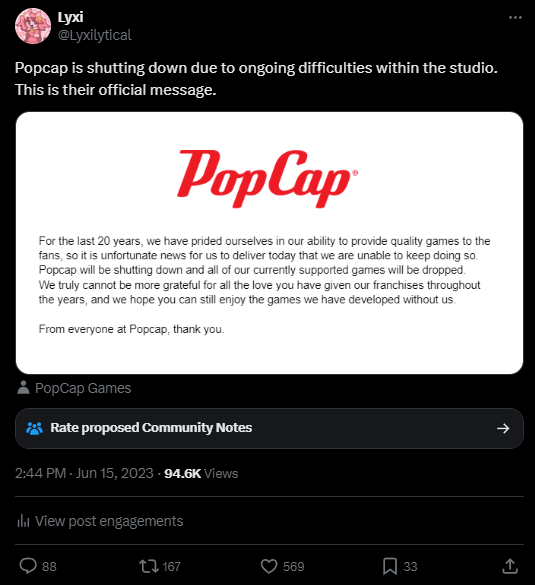 Lyxi
@Lyxilytical
Popcap is shutting down due to ongoing difficulties within the studio.
This is their official message.
PopCap®
For the last 20 years, we have prided ourselves in our ability to provide quality games to the
fans, so it is unfortunate news for us to deliver today that we are unable to keep doing so.
Popcap will be shutting down and all of our currently supported games will be dropped.
We truly cannot be more grateful for all the love you have given our franchises throughout
the years, and we hope you can still enjoy the games we have developed without us.
From everyone at Popcap, thank you.
PopCap Games
Rate proposed Community Notes
2:44 PM · Jun 15, 2023 · 94.6K Views
View post engagements
88 167 569 33